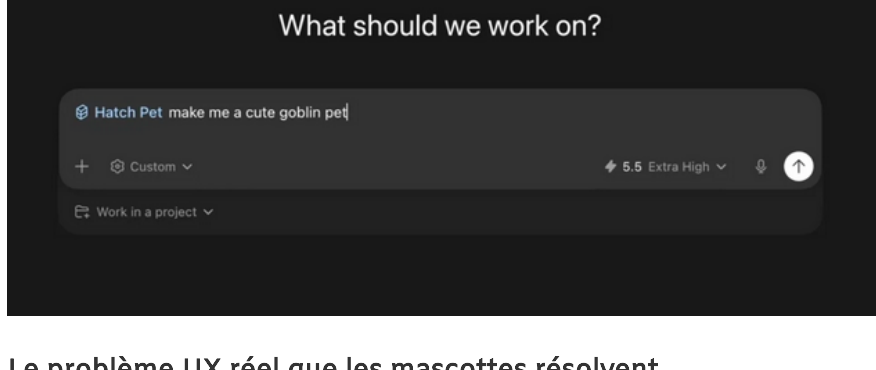 What should we work on?
Hatch Pet make me a cute goblin pet
Custom
5.5 Extra High
Work in a project
Le problème UX réel que les mascottes résolvent